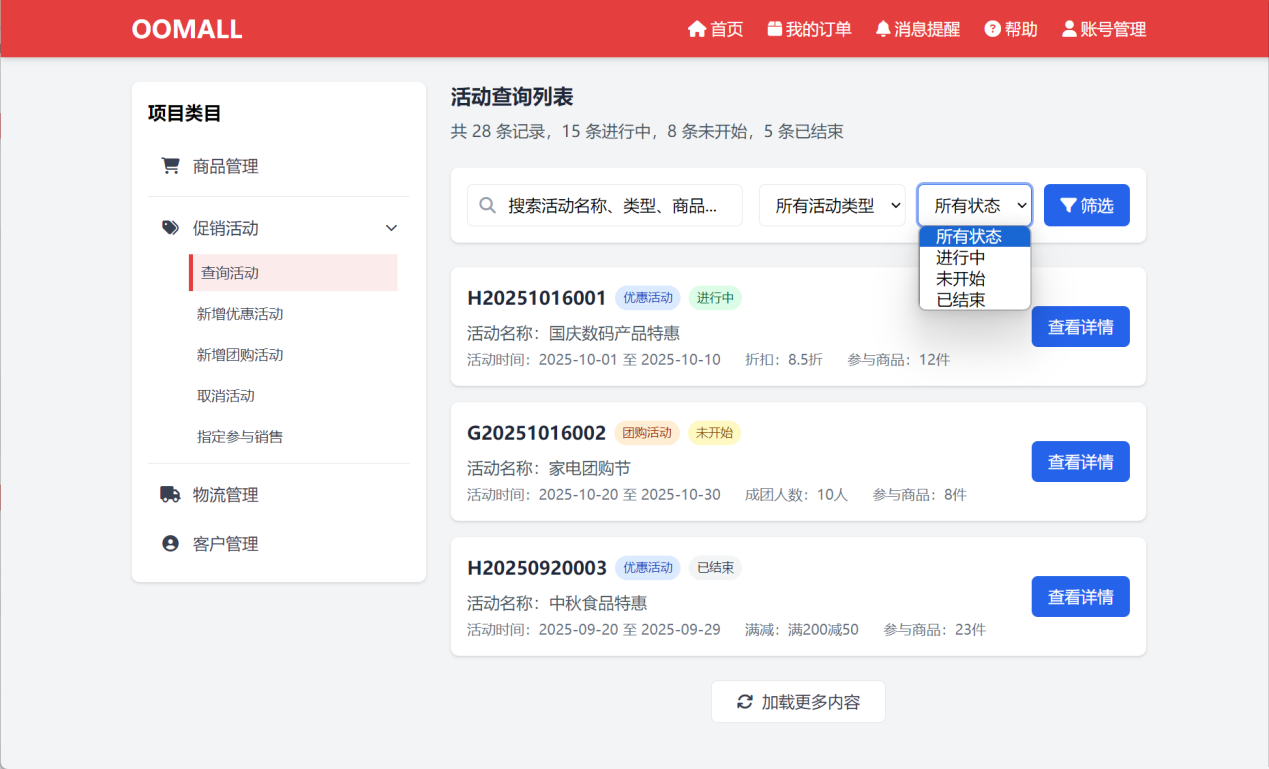 OOMALL 首页 我的订单 消息提醒 帮助 账号管理
项目类目
商品管理
促销活动
查询活动
新增优惠活动
新增团购活动
取消活动
指定参与销售
物流管理
客户管理
活动查询列表
共 28 条记录，15 条进行中，8 条未开始，5 条已结束
搜索活动名称、类型、商品... 所有活动类型 所有状态 筛选
所有状态
进行中
未开始
已结束
H20251016001 优惠活动 进行中
活动名称：国庆数码产品特惠
活动时间：2025-10-01 至 2025-10-10 折扣：8.5折 参与商品：12件
查看详情
G20251016002 团购活动 未开始
活动名称：家电团购节
活动时间：2025-10-20 至 2025-10-30 成团人数：10人 参与商品：8件
查看详情
H20250920003 优惠活动 已结束
活动名称：中秋食品特惠
活动时间：2025-09-20 至 2025-09-29 满减：满200减50 参与商品：23件
查看详情
加载更多内容